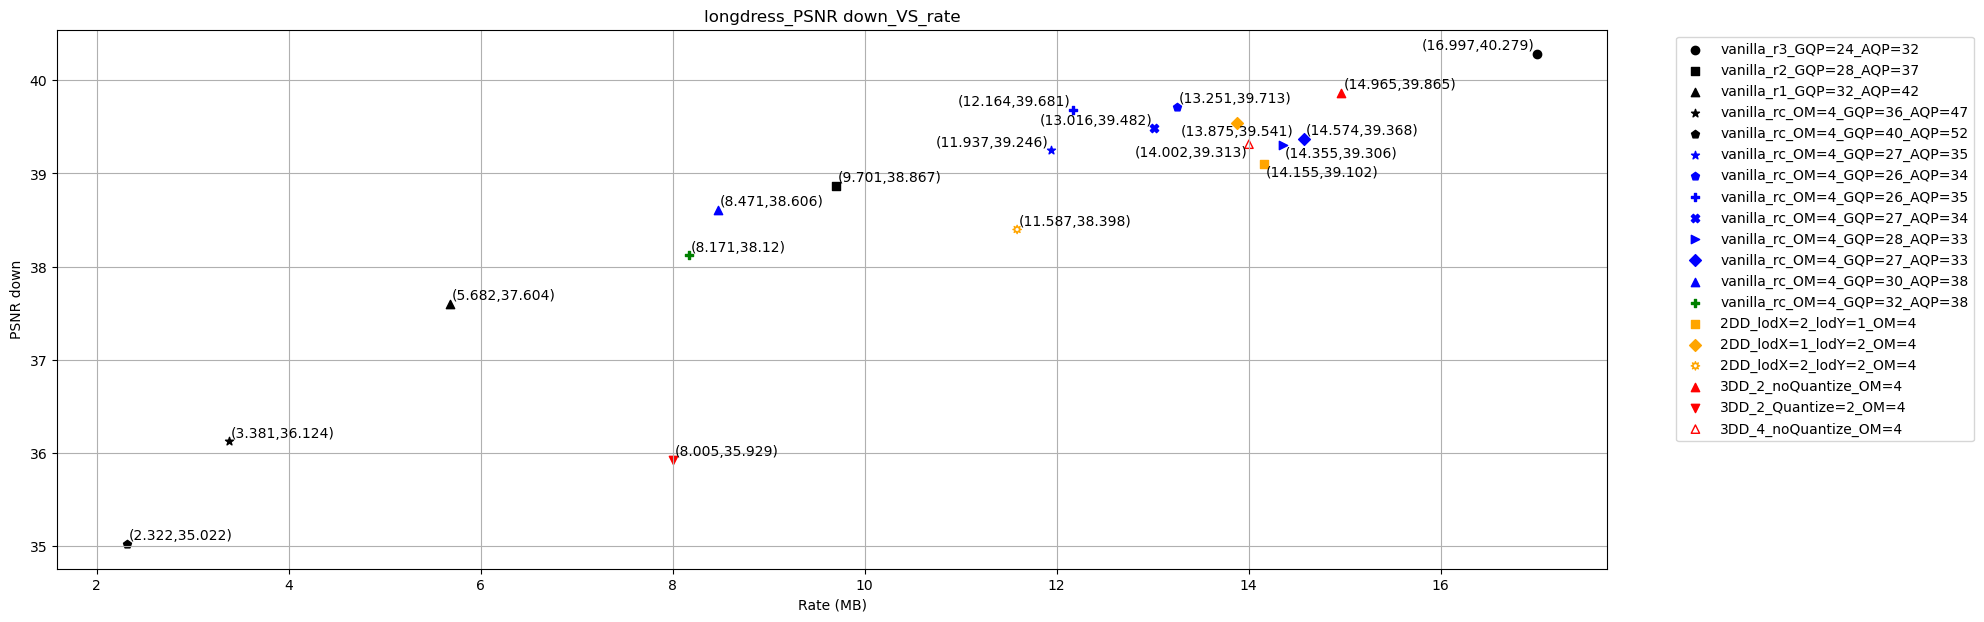 longdress_PSNR down_VS_rate
(16.997,40.279)
(14.965,39.865)
(13.251,39.713)
(12.164,39.681)
(13.016,39.482)
(13.875,39.541)
(14.574,39.368)
(11.937,39.246)
(14.002,39.313)
(14.355,39.306)
(14.155,39.102)
(9.701,38.867)
(8.471,38.606)
(11.587,38.398)
(8.171,38.12)
(5.682,37.604)
(3.381,36.124)
(8.005,35.929)
(2.322,35.022)
40
39
38
37
36
35
PSNR down
2 4 6 8 10 12 14 16
Rate (MB)
vanilla_r3_GQP=24_AQP=32
vanilla_r2_GQP=28_AQP=37
vanilla_r1_GQP=32_AQP=42
vanilla_rc_OM=4_GQP=36_AQP=47
vanilla_rc_OM=4_GQP=40_AQP=52
vanilla_rc_OM=4_GQP=27_AQP=35
vanilla_rc_OM=4_GQP=26_AQP=34
vanilla_rc_OM=4_GQP=26_AQP=35
vanilla_rc_OM=4_GQP=27_AQP=34
vanilla_rc_OM=4_GQP=28_AQP=33
vanilla_rc_OM=4_GQP=27_AQP=33
vanilla_rc_OM=4_GQP=30_AQP=38
vanilla_rc_OM=4_GQP=32_AQP=38
2DD_lodX=2_lodY=1_OM=4
2DD_lodX=1_lodY=2_OM=4
2DD_lodX=2_lodY=2_OM=4
3DD_2_noQuantize_OM=4
3DD_2_Quantize=2_OM=4
3DD_4_noQuantize_OM=4